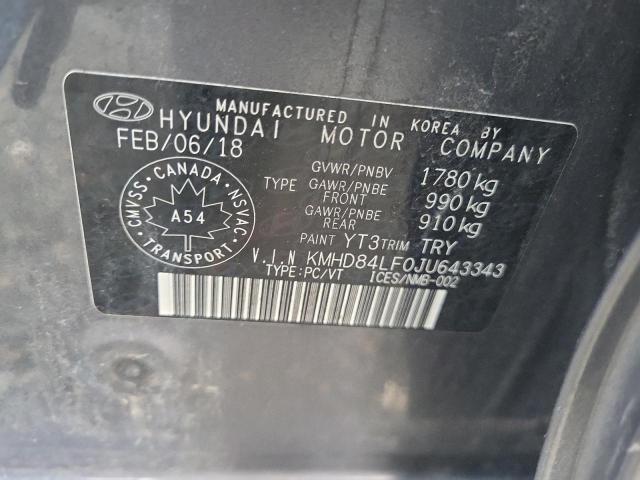 MANUFACTURED IN KOREA BY
HYUNDAI MOTOR COMPANY
FEB/06/18
GVWR/PNBV 1780 kg
TYPE GAWR/PNBE FRONT 990 kg
GAWR/PNBE REAR 910 kg
PAINT YT3 TRIM TRY
V.I.N KMHD84LF0JU643343
TYPE:PC/VT ICES/NMB-002
CANADA
CMVSS NSVAC
A54
TRANSPORT